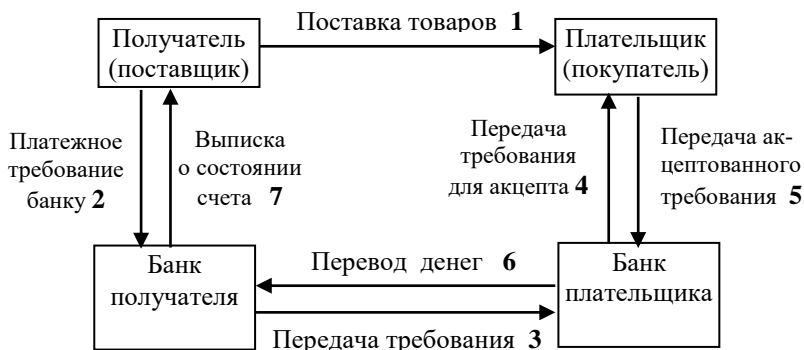 Поставка товаров 1
Получатель
(поставщик)
Плательщик
(покупатель)
Платежное
требование
банку 2
Выписка
о состоянии
счета 7
Передача
требования
для акцепта 4
Передача ак-
цептованного
требования 5
Банк
получателя
Перевод денег 6
Банк
плательщика
Передача требования 3